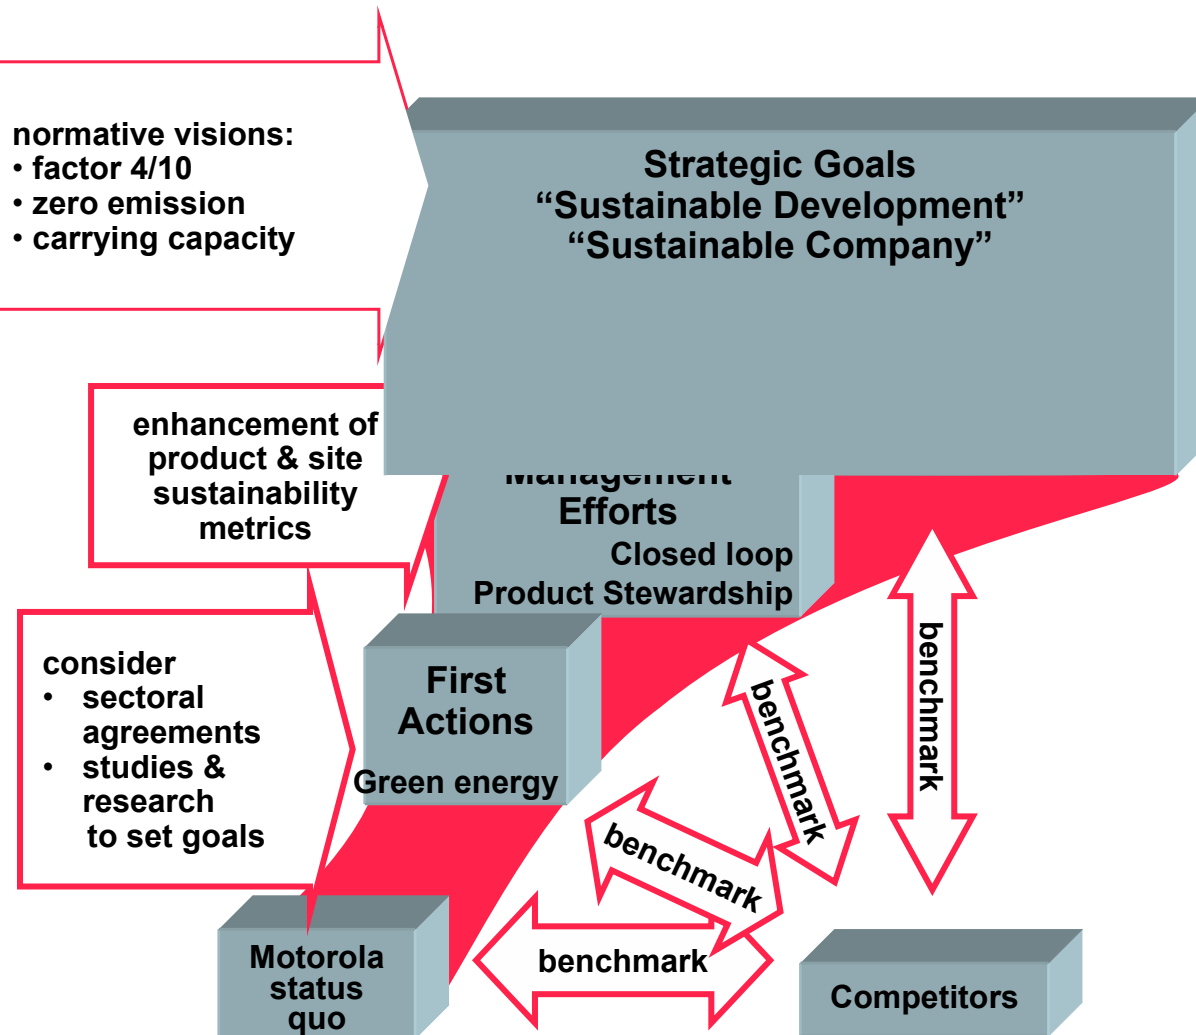 normative visions:
• factor 4/10
• zero emission
• carrying capacity
Strategic Goals
“Sustainable Development”
“Sustainable Company”
enhancement of
product & site
sustainability
metrics
Management
Efforts
Closed loop
Product Stewardship
consider
• sectoral
agreements
• studies &
research
to set goals
First
Actions
Green energy
benchmark
benchmark
benchmark
benchmark
Motorola
status
quo
Competitors